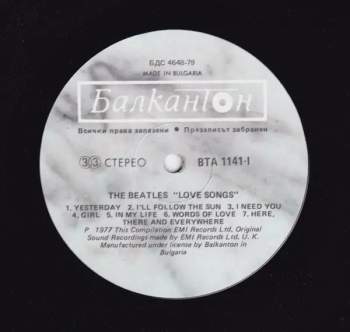 БДС 4648-79
MADE IN BULGARIA
Балкантон
Всички права запазени • Презаписът забранен
33 СТЕРЕО ВТА 1141-I
THE BEATLES "LOVE SONGS"
1. YESTERDAY 2. I'LL FOLLOW THE SUN 3. I NEED YOU
4. GIRL 5. IN MY LIFE 6. WORDS OF LOVE 7. HERE,
THERE AND EVERYWHERE
P 1977 This Compilation EMI Records Ltd, Original
Sound Recordings made by EMI Records Ltd, U. K.
Manufactured under license by Balkanton in
Bulgaria